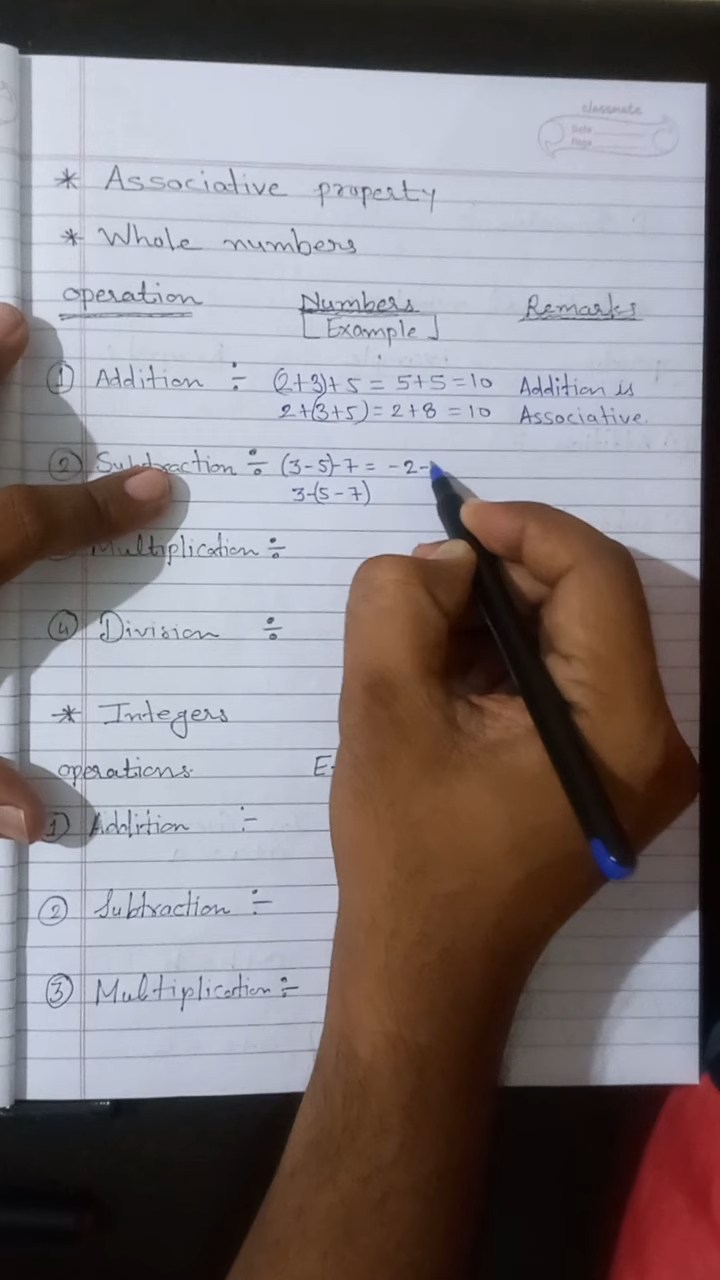 classmate
Date
Page
* Associative property
* Whole numbers
operation Numbers Remarks
[Example]
① Addition ÷ (2+3)+5 = 5+5 = 10 Addition is
2+(3+5) = 2+8 = 10 Associative.
② Subtraction ÷ (3-5)-7 = -2-
3-(5-7)
Multiplication ÷
④ Division ÷
* Integers
operations. E
① Addition :-
② Subtraction ÷
③ Multiplication ÷